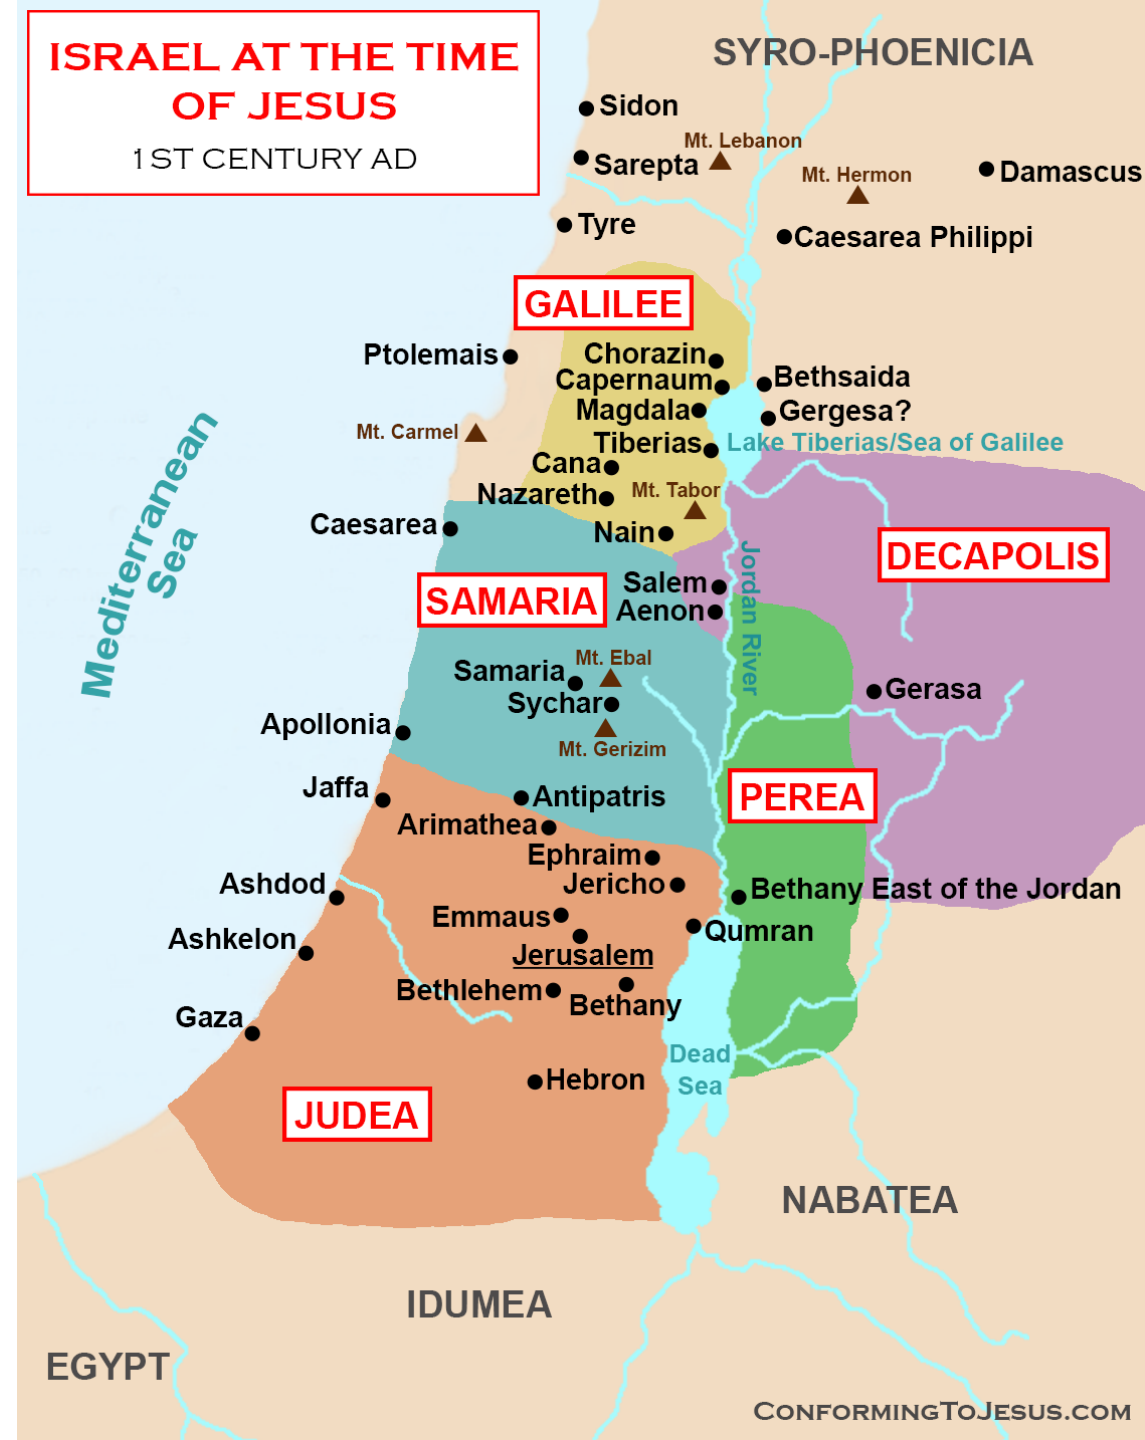 ISRAEL AT THE TIME
OF JESUS
1ST CENTURY AD
SYRO-PHOENICIA
Sidon
Mt. Lebanon
Sarepta
Mt. Hermon
Damascus
Tyre
Caesarea Philippi
GALILEE
Ptolemais
Chorazin
Capernaum
Bethsaida
Magdala
Gergesa?
Mt. Carmel
Tiberias
Lake Tiberias/Sea of Galilee
Cana
Nazareth
Mt. Tabor
Mediterranean
Sea
Caesarea
Nain
DECAPOLIS
Jordan River
SAMARIA
Salem
Aenon
Mt. Ebal
Samaria
Sychar
Gerasa
Apollonia
Mt. Gerizim
Jaffa
Antipatris
PEREA
Arimathea
Ephraim
Jericho
Ashdod
Bethany East of the Jordan
Emmaus
Qumran
Ashkelon
Jerusalem
Bethlehem
Bethany
Gaza
Dead
Sea
Hebron
JUDEA
NABATEA
IDUMEA
EGYPT
CONFORMINGTOJESUS.COM